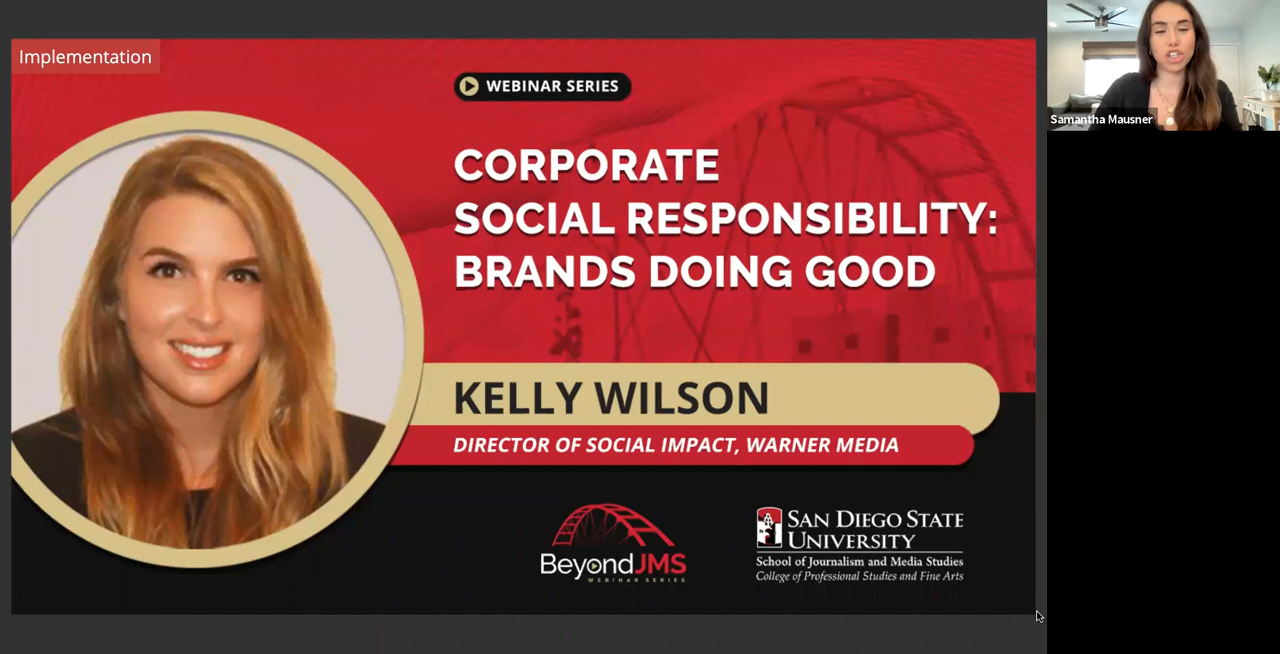 Implementation
WEBINAR SERIES
CORPORATE
SOCIAL RESPONSIBILITY:
BRANDS DOING GOOD
KELLY WILSON
DIRECTOR OF SOCIAL IMPACT, WARNER MEDIA
BeyondJMS
WEBINAR SERIES
SAN DIEGO STATE
UNIVERSITY
School of Journalism and Media Studies
College of Professional Studies and Fine Arts
Samantha Mausner